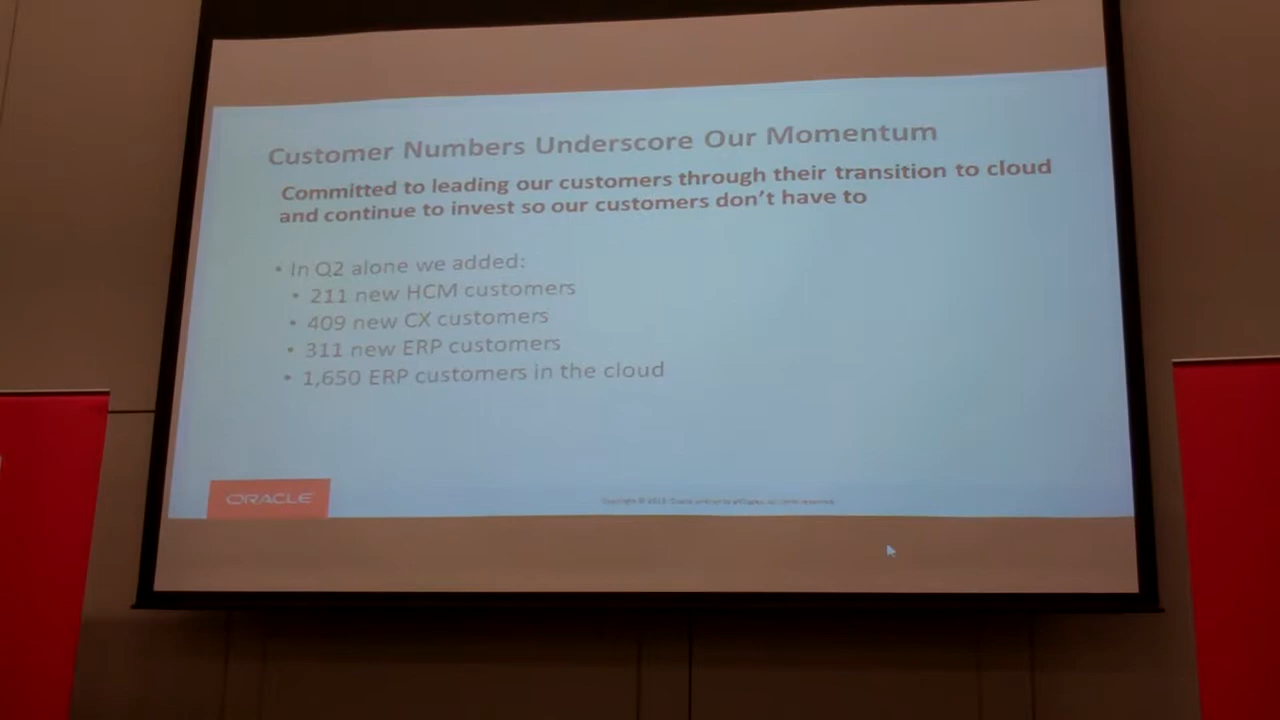 Customer Numbers Underscore Our Momentum
Committed to leading our customers through their transition to cloud
and continue to invest so our customers don't have to
• In Q2 alone we added:
• 211 new HCM customers
• 409 new CX customers
• 311 new ERP customers
• 1,650 ERP customers in the cloud
ORACLE
Copyright ©